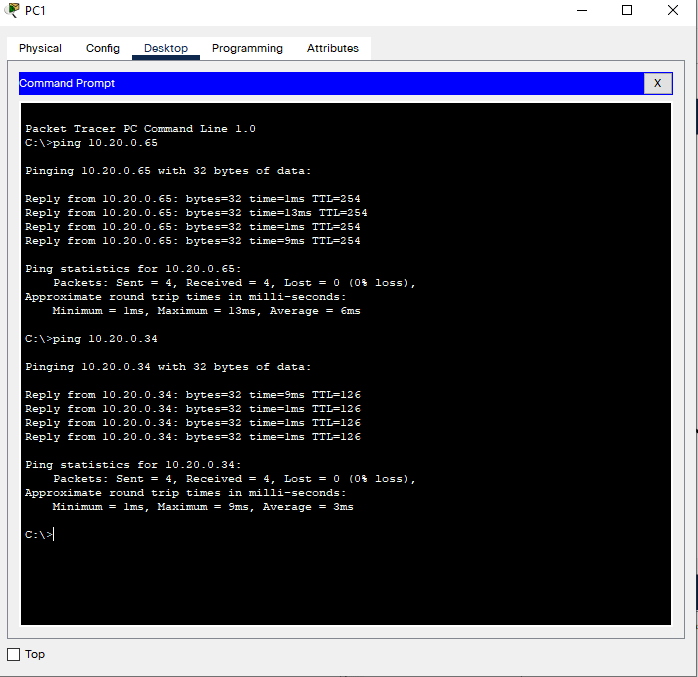 PC1
Physical Config Desktop Programming Attributes
Command Prompt X
Packet Tracer PC Command Line 1.0
C:\>ping 10.20.0.65
Pinging 10.20.0.65 with 32 bytes of data:
Reply from 10.20.0.65: bytes=32 time=1ms TTL=254
Reply from 10.20.0.65: bytes=32 time=13ms TTL=254
Reply from 10.20.0.65: bytes=32 time=1ms TTL=254
Reply from 10.20.0.65: bytes=32 time=9ms TTL=254
Ping statistics for 10.20.0.65:
Packets: Sent = 4, Received = 4, Lost = 0 (0% loss),
Approximate round trip times in milli-seconds:
Minimum = 1ms, Maximum = 13ms, Average = 6ms
C:\>ping 10.20.0.34
Pinging 10.20.0.34 with 32 bytes of data:
Reply from 10.20.0.34: bytes=32 time=9ms TTL=126
Reply from 10.20.0.34: bytes=32 time=1ms TTL=126
Reply from 10.20.0.34: bytes=32 time=1ms TTL=126
Reply from 10.20.0.34: bytes=32 time=1ms TTL=126
Ping statistics for 10.20.0.34:
Packets: Sent = 4, Received = 4, Lost = 0 (0% loss),
Approximate round trip times in milli-seconds:
Minimum = 1ms, Maximum = 9ms, Average = 3ms
C:\>
Top